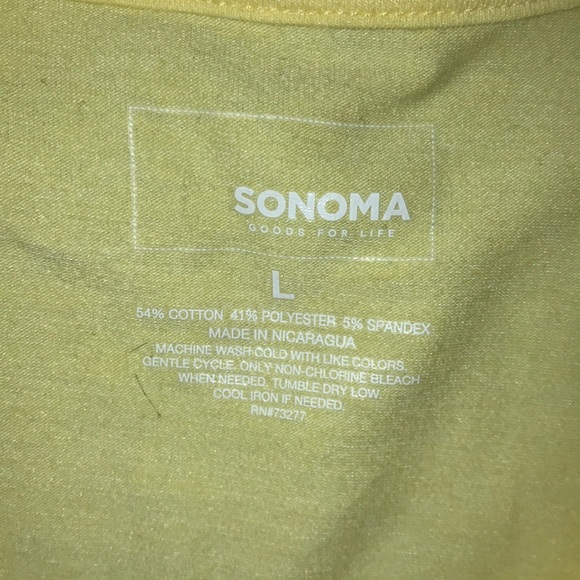 SONOMA
GOODS FOR LIFE
L
54% COTTON 41% POLYESTER 5% SPANDEX
MADE IN NICARAGUA
MACHINE WASH COLD WITH LIKE COLORS.
GENTLE CYCLE. ONLY NON-CHLORINE BLEACH
WHEN NEEDED. TUMBLE DRY LOW.
COOL IRON IF NEEDED.
RN#73277